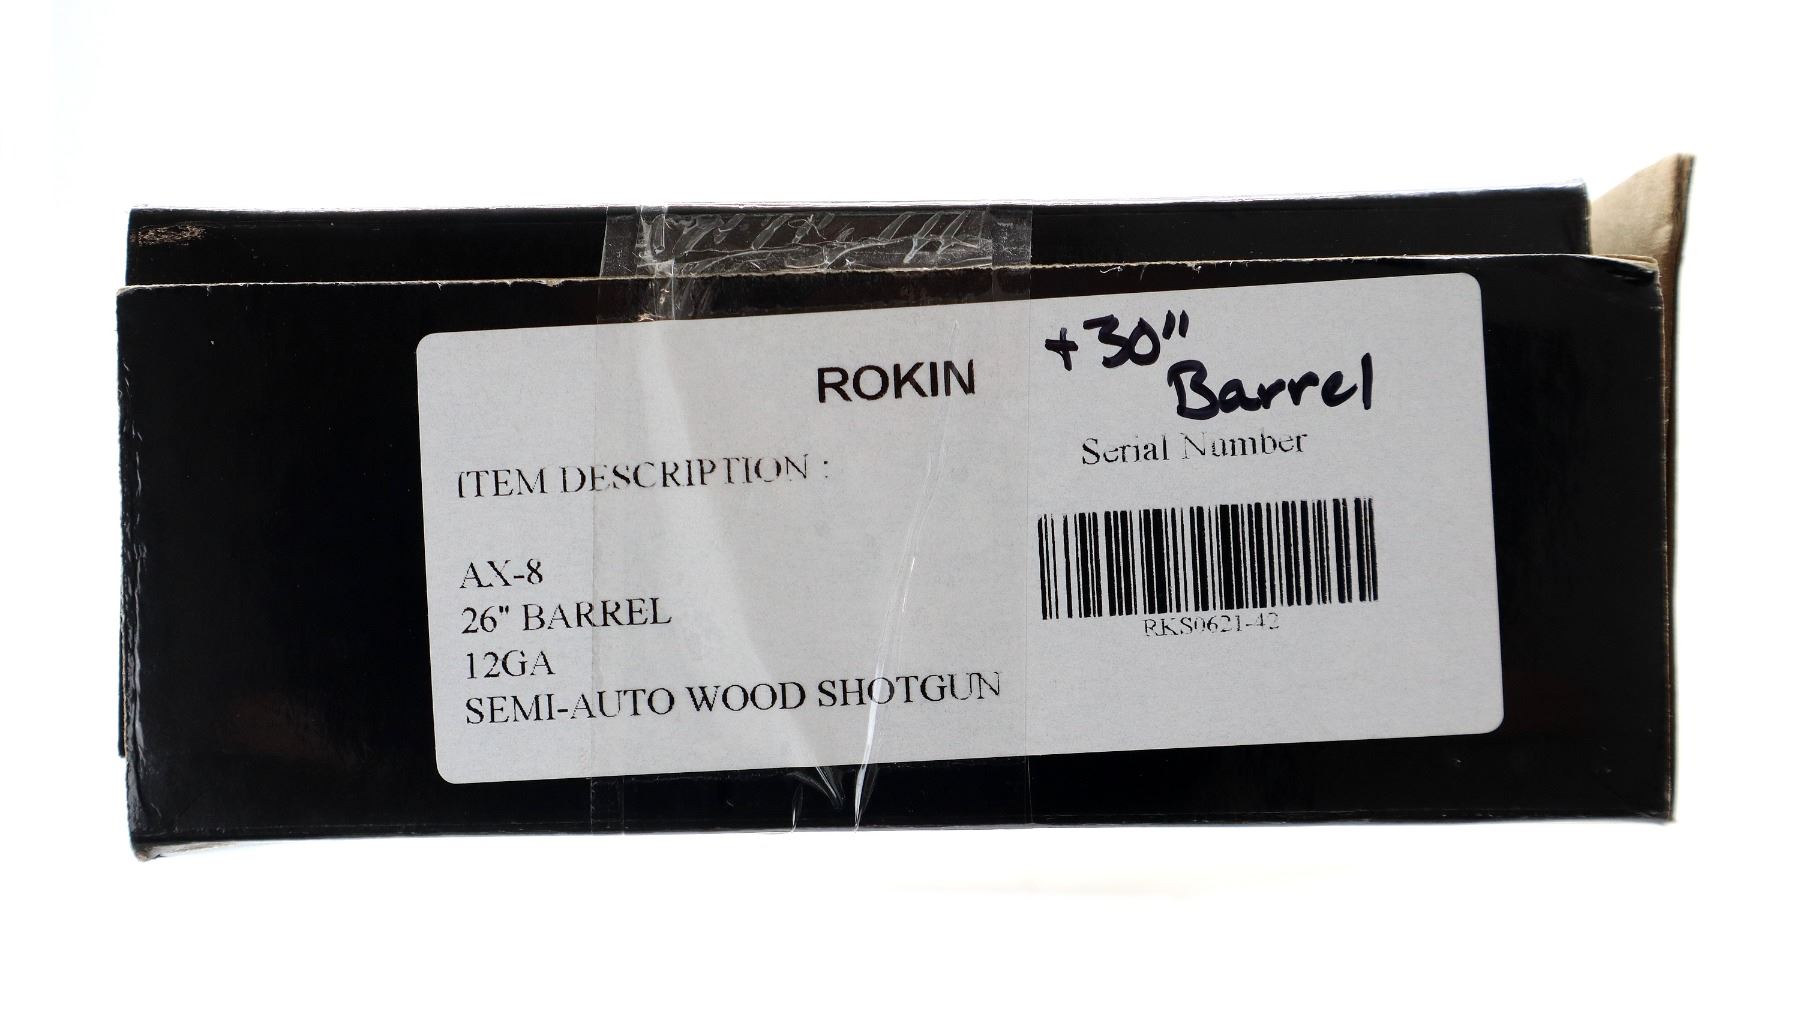 ROKIN
+30"
Barrel
Serial Number
ITEM DESCRIPTION :
AX-8
26" BARREL
12GA
SEMI-AUTO WOOD SHOTGUN
RKS0621-42